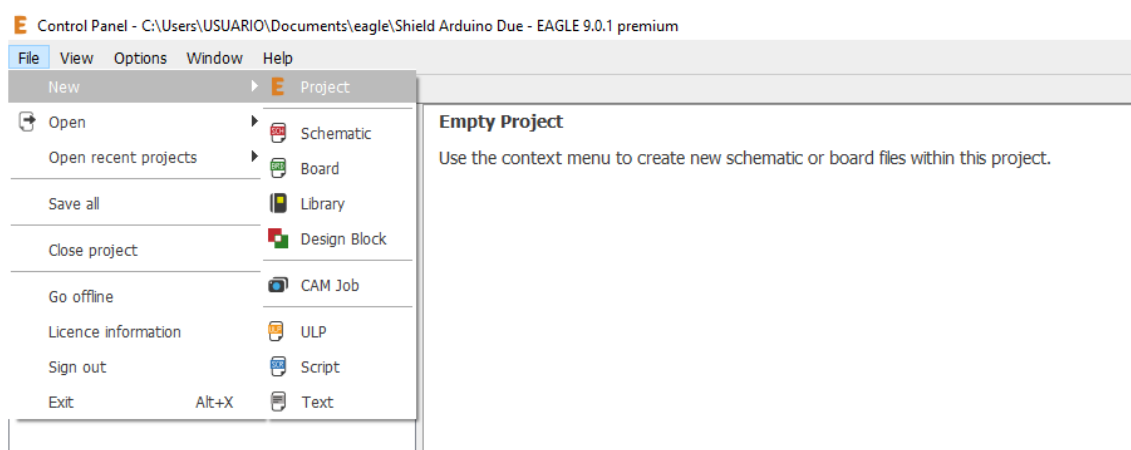 Control Panel - C:\Users\USUARIO\Documents\eagle\Shield Arduino Due - EAGLE 9.0.1 premium
File View Options Window Help
New
Open
Open recent projects
Save all
Close project
Go offline
Licence information
Sign out
Exit Alt+X
Project
Schematic
Board
Library
Design Block
CAM Job
ULP
Script
Text
Empty Project
Use the context menu to create new schematic or board files within this project.